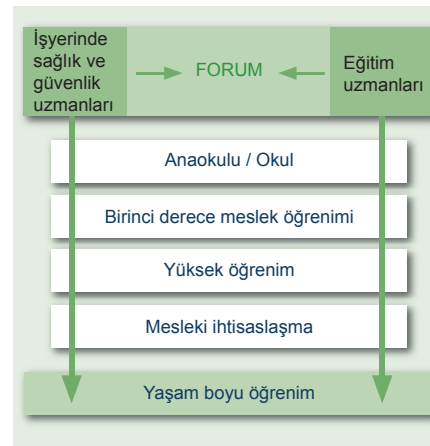 İşyerinde
sağlık ve
güvenlik
uzmanları
FORUM
Eğitim
uzmanları
Anaokulu / Okul
Birinci derece meslek öğrenimi
Yüksek öğrenim
Mesleki ihtisaslaşma
Yaşam boyu öğrenim